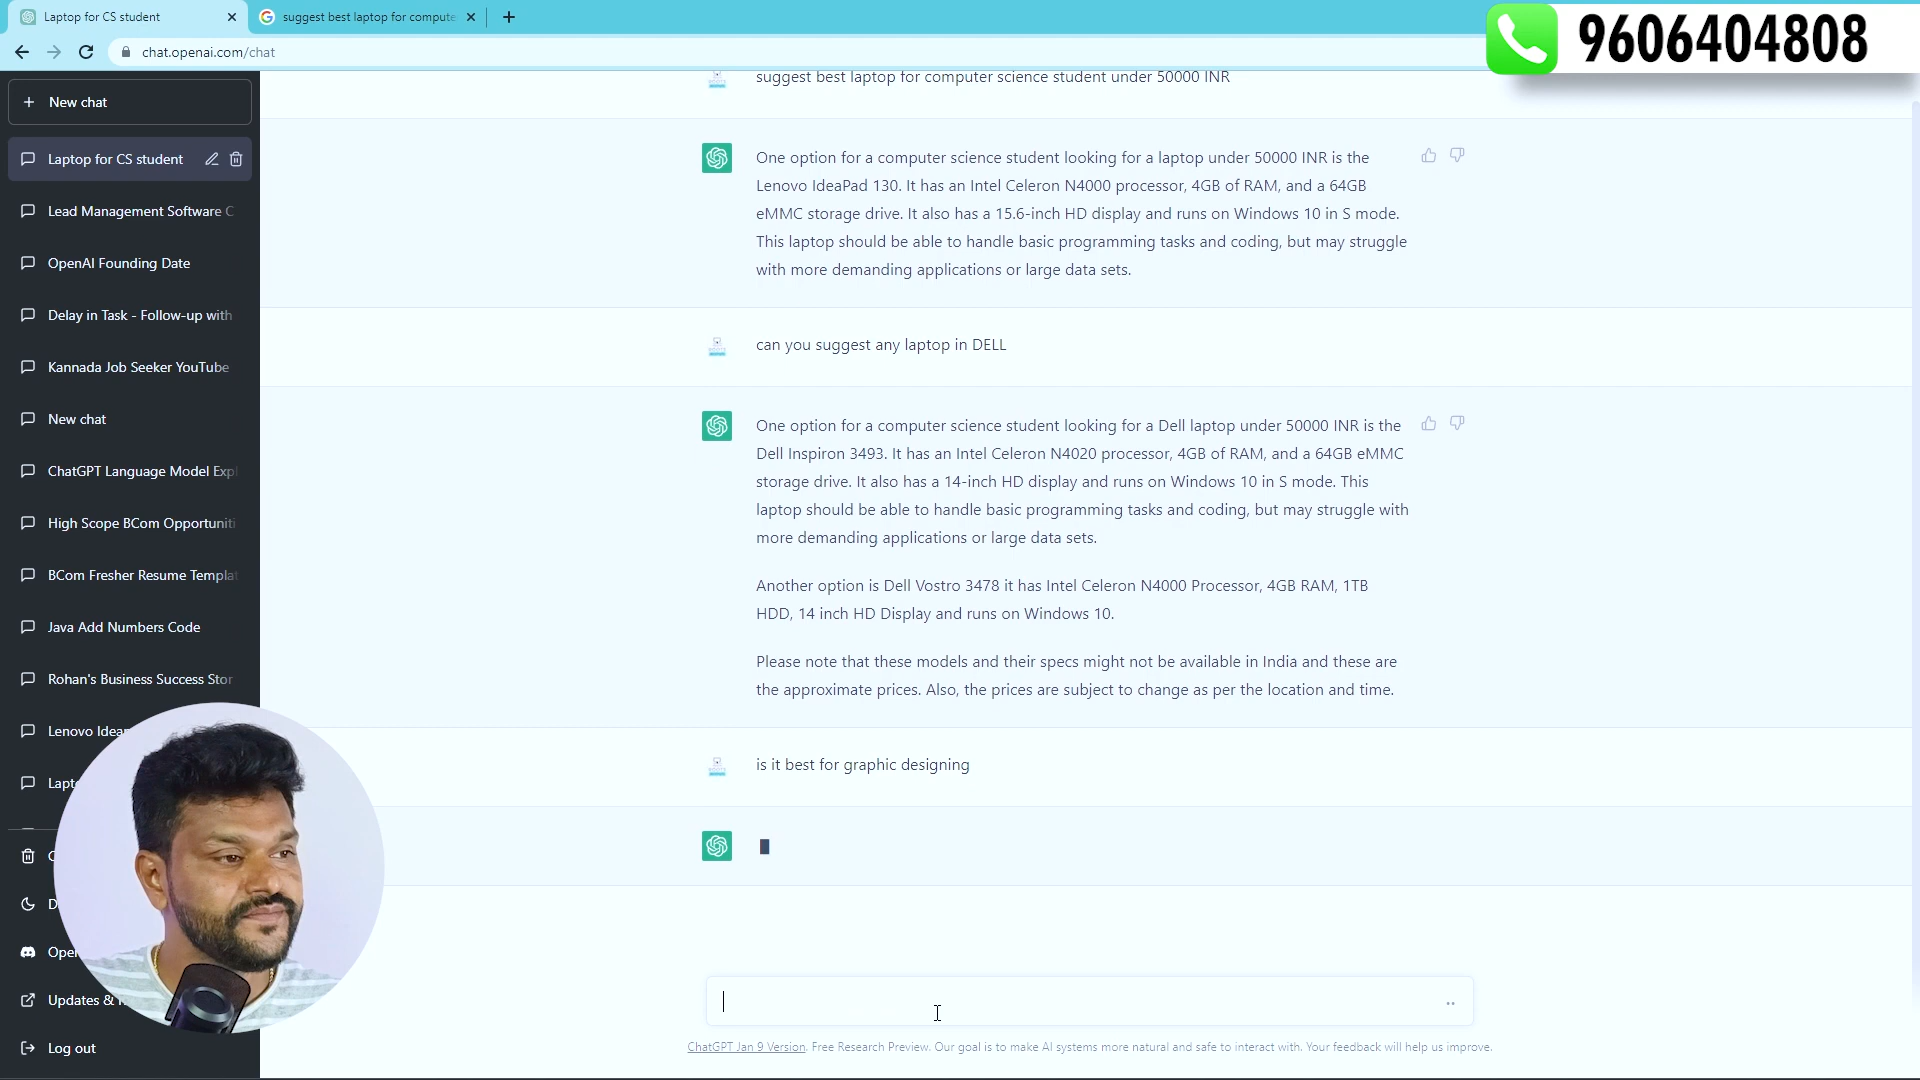 Laptop for CS student
suggest best laptop for compute
9606404808
chat.openai.com/chat
New chat
Laptop for CS student
Lead Management Software C
OpenAI Founding Date
Delay in Task - Follow-up with
Kannada Job Seeker YouTube
New chat
ChatGPT Language Model Exp
High Scope BCom Opportuniti
BCom Fresher Resume Templat
Java Add Numbers Code
Rohan's Business Success Stor
Lenovo Idea
Lapt
C
D
Open
Updates &
Log out
suggest best laptop for computer science student under 50000 INR
One option for a computer science student looking for a laptop under 50000 INR is the
Lenovo IdeaPad 130. It has an Intel Celeron N4000 processor, 4GB of RAM, and a 64GB
eMMC storage drive. It also has a 15.6-inch HD display and runs on Windows 10 in S mode.
This laptop should be able to handle basic programming tasks and coding, but may struggle
with more demanding applications or large data sets.
can you suggest any laptop in DELL
One option for a computer science student looking for a Dell laptop under 50000 INR is the
Dell Inspiron 3493. It has an Intel Celeron N4020 processor, 4GB of RAM, and a 64GB eMMC
storage drive. It also has a 14-inch HD display and runs on Windows 10 in S mode. This
laptop should be able to handle basic programming tasks and coding, but may struggle with
more demanding applications or large data sets.
Another option is Dell Vostro 3478 it has Intel Celeron N4000 Processor, 4GB RAM, 1TB
HDD, 14 inch HD Display and runs on Windows 10.
Please note that these models and their specs might not be available in India and these are
the approximate prices. Also, the prices are subject to change as per the location and time.
is it best for graphic designing
ChatGPT Jan 9 Version. Free Research Preview. Our goal is to make AI systems more natural and safe to interact with. Your feedback will help us improve.